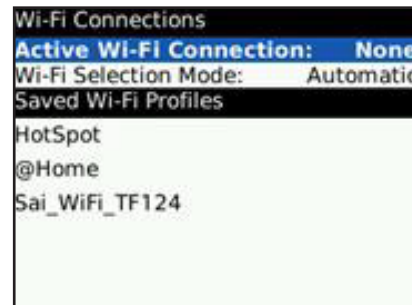 Wi-Fi Connections
Active Wi-Fi Connection: None
Wi-Fi Selection Mode: Automatic
Saved Wi-Fi Profiles
HotSpot
@Home
Sai_WiFi_TF124